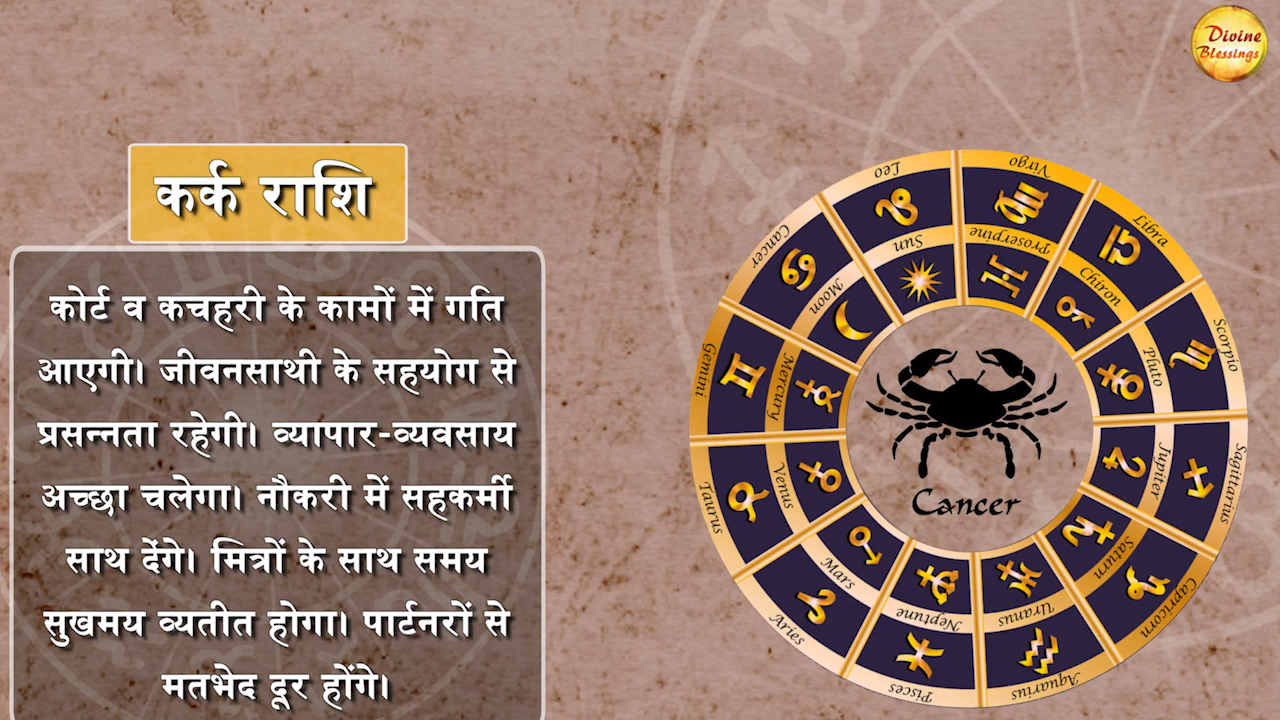 Divine
Blessings
कर्क राशि
कोर्ट व कचहरी के कामों में गति
आएगी। जीवनसाथी के सहयोग से
प्रसन्नता रहेगी। व्यापार-व्यवसाय
अच्छा चलेगा। नौकरी में सहकर्मी
साथ देंगे। मित्रों के साथ समय
सुखमय व्यतीत होगा। पार्टनरों से
मतभेद दूर होंगे।
Leo
Virgo
Libra
Scorpio
Sagittarius
Capricorn
Aquarius
Pisces
Aries
Taurus
Gemini
Cancer
Sun
Proserpine
Chiron
Pluto
Jupiter
Saturn
Uranus
Neptune
Mars
Venus
Mercury
Moon
Cancer